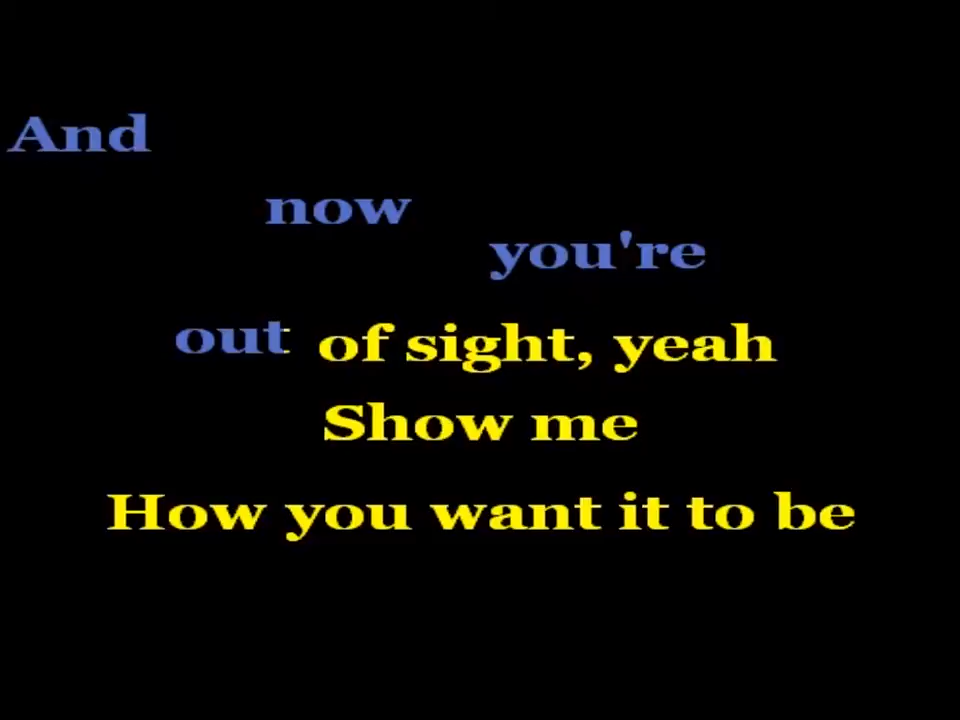 And
now
you're
out of sight, yeah
Show me
How you want it to be